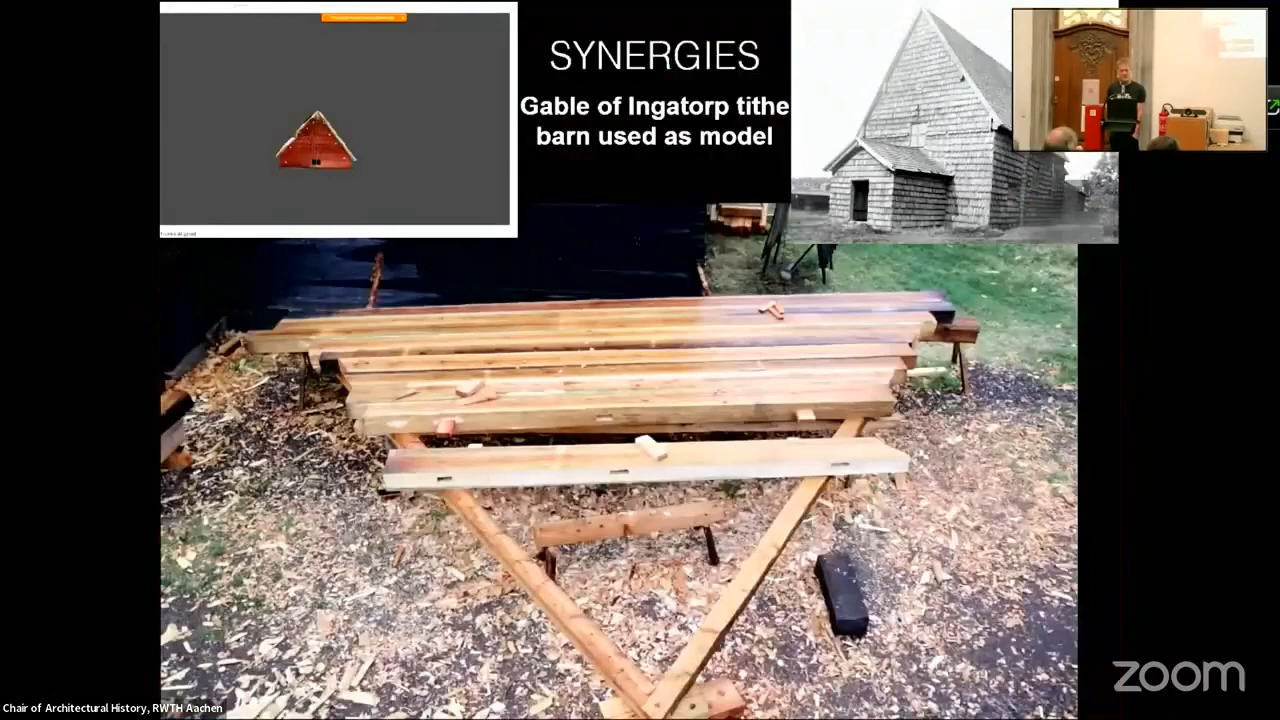 SYNERGIES
Gable of Ingatorp tithe
barn used as model
zoom
Chair of Architectural History, RWTH Aachen